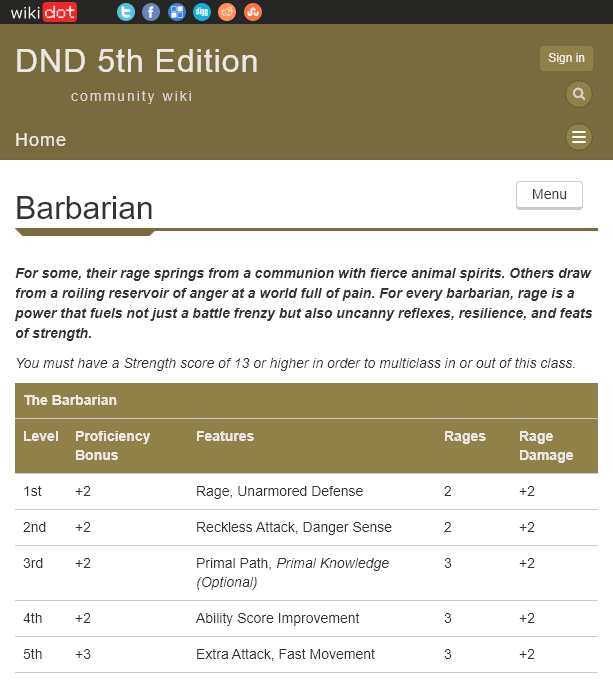 wikidot
digg
DND 5th Edition
Sign in
community wiki
Home
Barbarian
Menu
For some, their rage springs from a communion with fierce animal spirits. Others draw
from a roiling reservoir of anger at a world full of pain. For every barbarian, rage is a
power that fuels not just a battle frenzy but also uncanny reflexes, resilience, and feats
of strength.
You must have a Strength score of 13 or higher in order to multiclass in or out of this class.
The Barbarian
Level Proficiency Features Rages Rage
Bonus Damage
1st +2 Rage, Unarmored Defense 2 +2
2nd +2 Reckless Attack, Danger Sense 2 +2
3rd +2 Primal Path, Primal Knowledge 3 +2
(Optional)
4th +2 Ability Score Improvement 3 +2
5th +3 Extra Attack, Fast Movement 3 +2